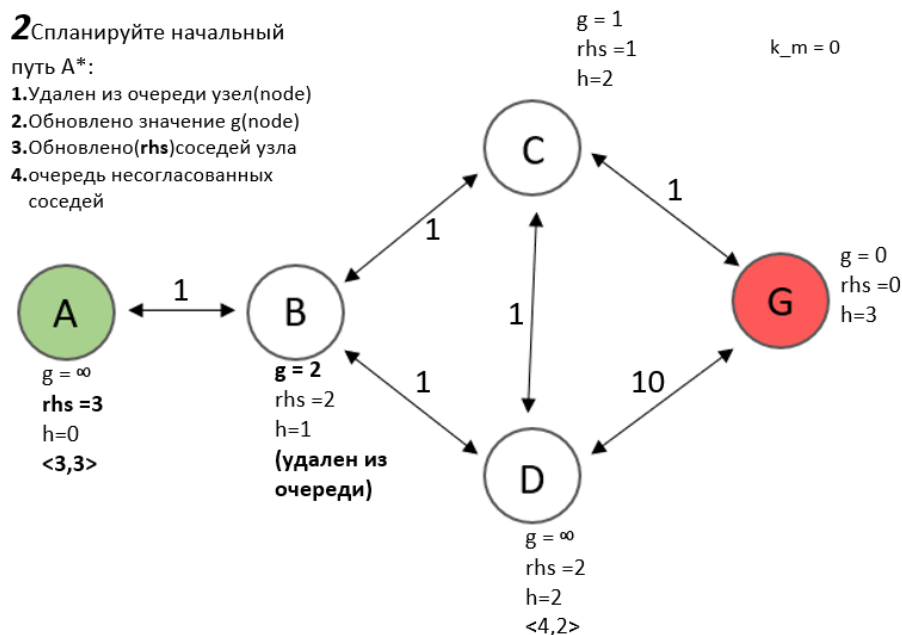 2Спланируйте начальный
путь A*:
1.Удален из очереди узел(node)
2.Обновлено значение g(node)
3.Обновлено(rhs)соседей узла
4.очередь несогласованных
соседей
g = 1
rhs =1
h=2
k_m = 0
C
1
1
A
1
B
1
G
g = 0
rhs =0
h=3
g = ∞
rhs =3
h=0
<3,3>
g = 2
rhs =2
h=1
(удален из
очереди)
1
10
D
g = ∞
rhs =2
h=2
<4,2>